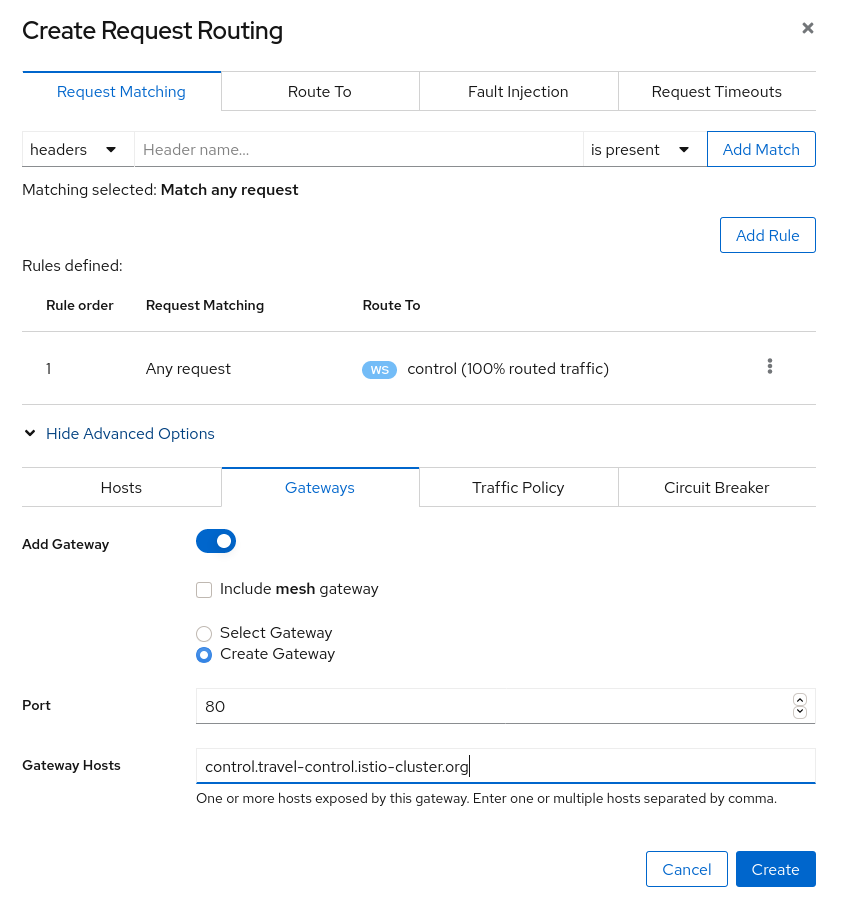 Create Request Routing
Request Matching Route To Fault Injection Request Timeouts
headers Header name... is present Add Match
Matching selected: Match any request
Add Rule
Rules defined:
Rule order Request Matching Route To
1 Any request WS control (100% routed traffic)
Hide Advanced Options
Hosts Gateways Traffic Policy Circuit Breaker
Add Gateway
Include mesh gateway
Select Gateway
Create Gateway
Port 80
Gateway Hosts control.travel-control.istio-cluster.org
One or more hosts exposed by this gateway. Enter one or multiple hosts separated by comma.
Cancel Create